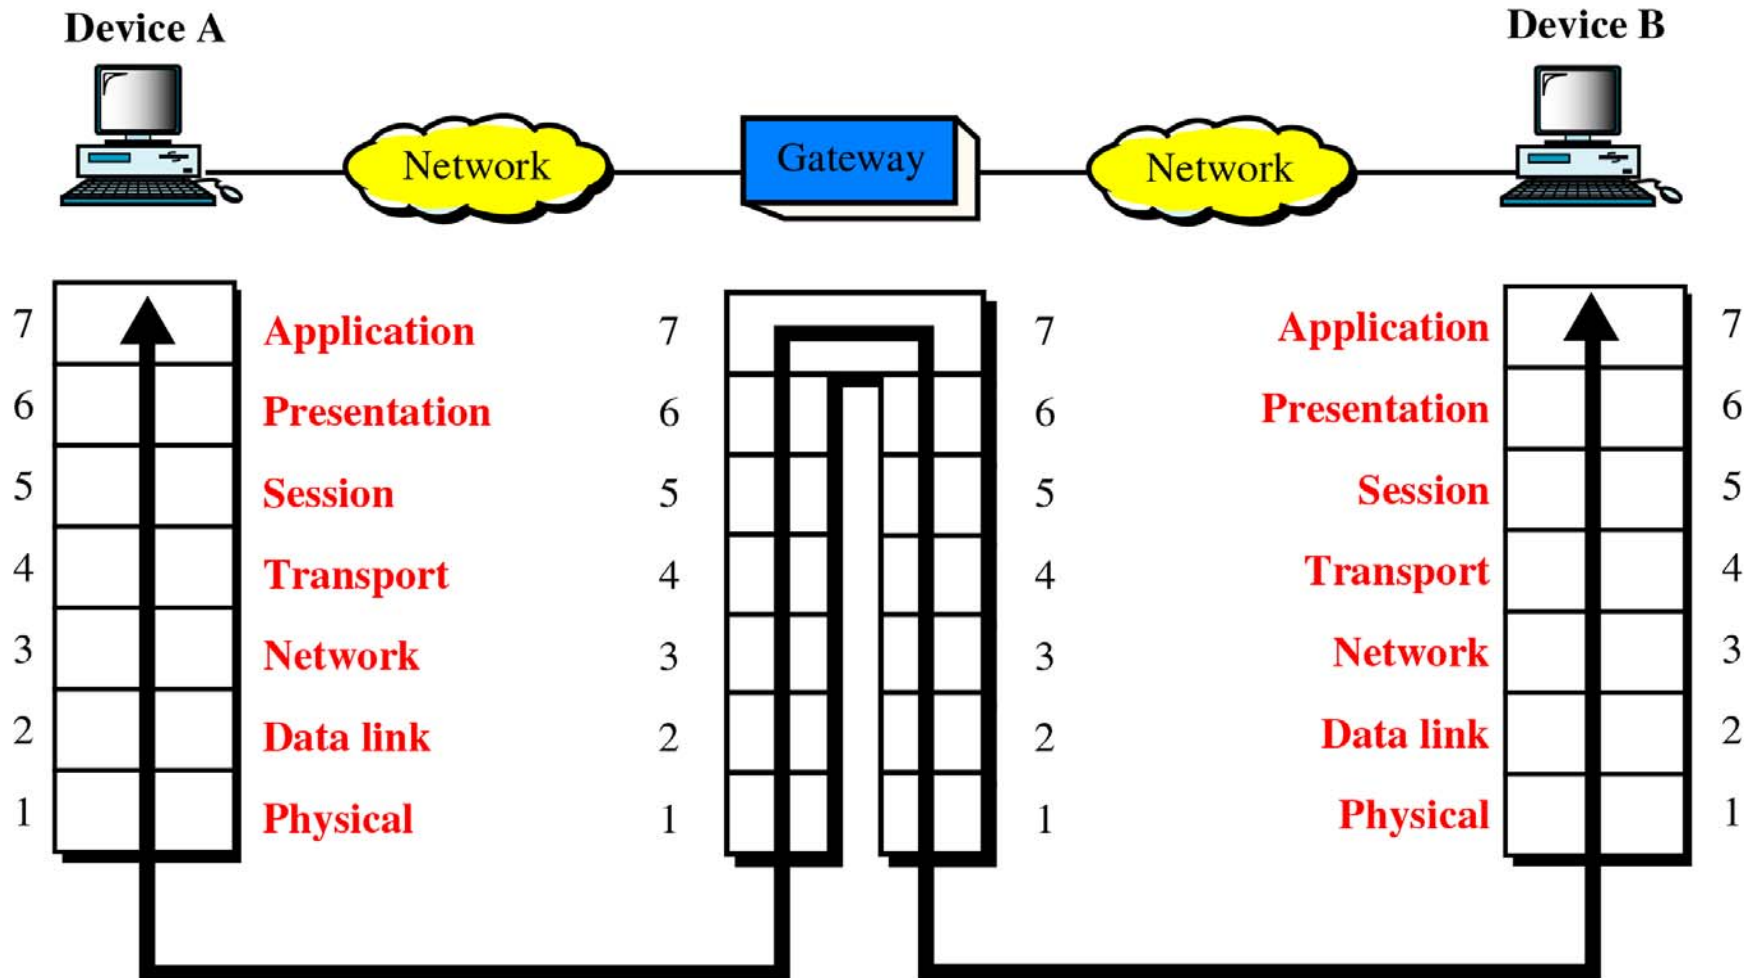 Device A
Device B
Network
Gateway
Network
7 Application 7 7 Application 7
6 Presentation 6 6 Presentation 6
5 Session 5 5 Session 5
4 Transport 4 4 Transport 4
3 Network 3 3 Network 3
2 Data link 2 2 Data link 2
1 Physical 1 1 Physical 1